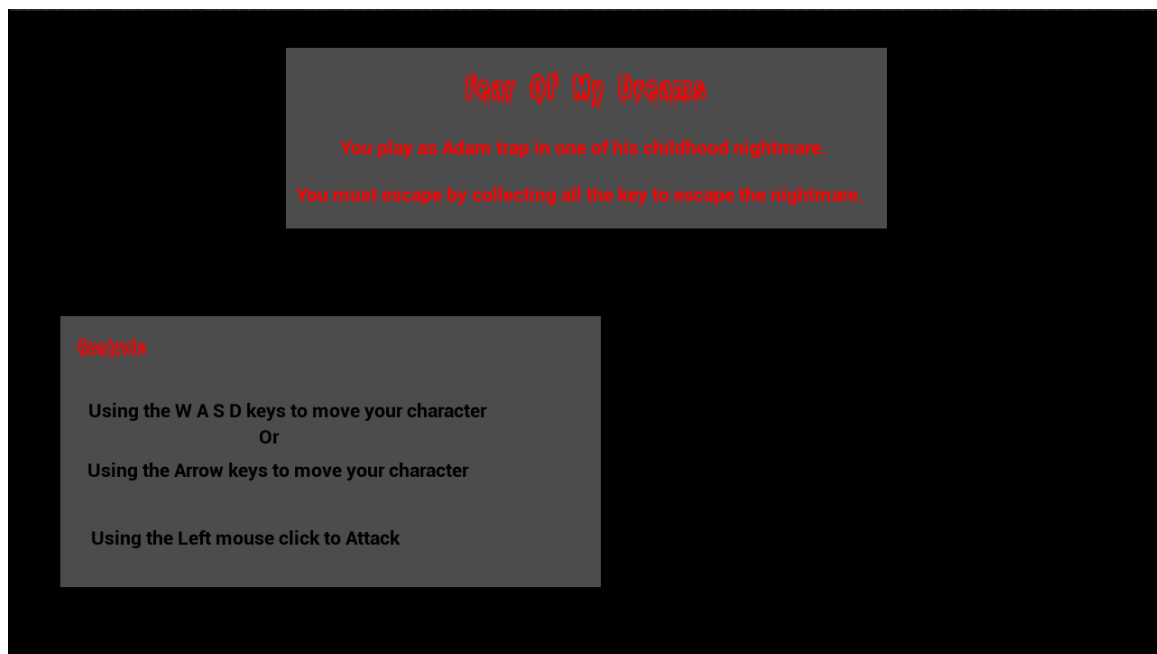 Fear Of My Dreams
You play as Adam trap in one of his childhood nightmare.
You must escape by collecting all the key to escape the nightmare.
Controls
Using the W A S D keys to move your character
Or
Using the Arrow keys to move your character
Using the Left mouse click to Attack